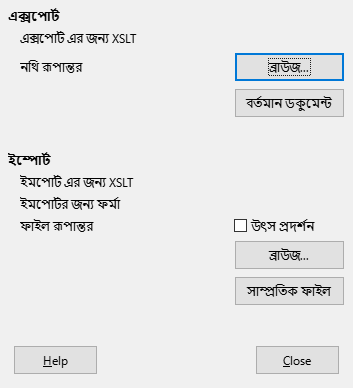 এক্সপোর্ট
এক্সপোর্ট এর জন্য XSLT
নথি রূপান্তর
ব্রাউজ...
বর্তমান ডকুমেন্ট
ইম্পোর্ট
ইমপোর্ট এর জন্য XSLT
ইমপোর্টর জন্য ফর্মা
ফাইল রূপান্তর
উৎস প্রদর্শন
ব্রাউজ...
সাম্প্রতিক ফাইল
Help
Close